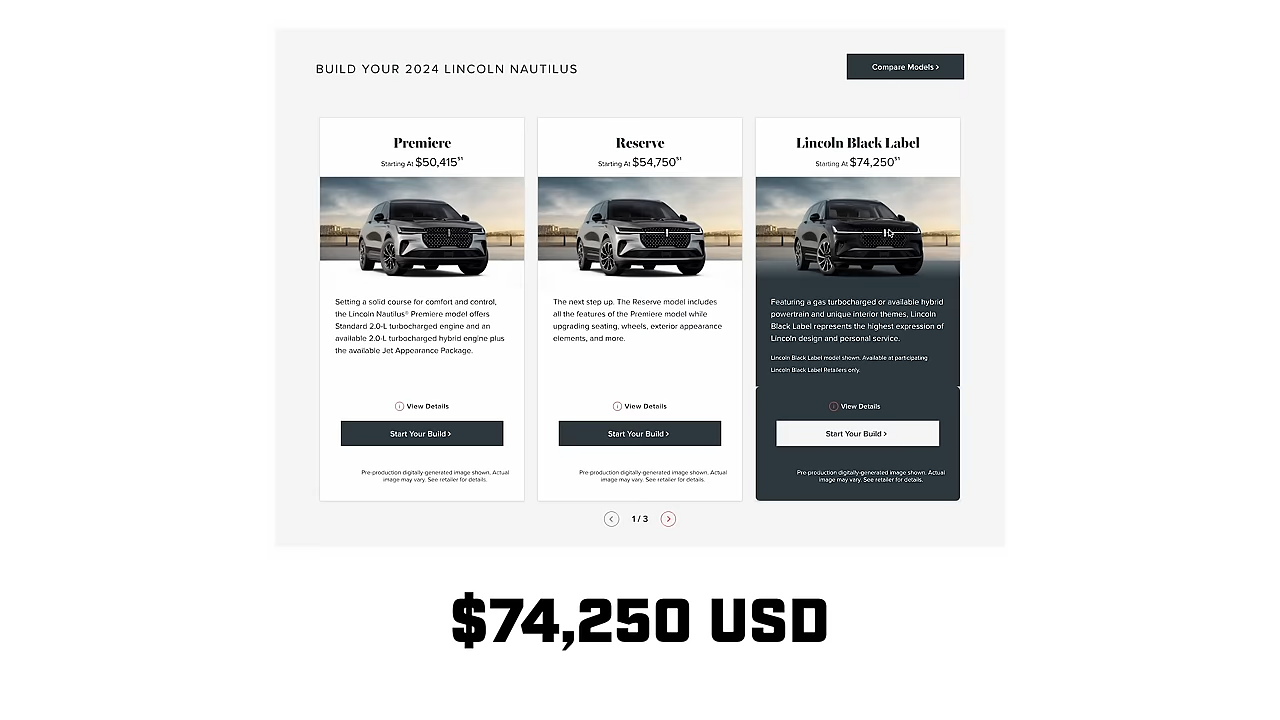 BUILD YOUR 2024 LINCOLN NAUTILUS
Compare Models >
Premiere
Starting At $50,415§1
Setting a solid course for comfort and control,
the Lincoln Nautilus® Premiere model offers
Standard 2.0-L turbocharged engine and an
available 2.0-L turbocharged hybrid engine plus
the available Jet Appearance Package.
i View Details
Start Your Build >
Pre-production digitally-generated image shown. Actual
image may vary. See retailer for details.
Reserve
Starting At $54,750§1
The next step up. The Reserve model includes
all the features of the Premiere model while
upgrading seating, wheels, exterior appearance
elements, and more.
i View Details
Start Your Build >
Pre-production digitally-generated image shown. Actual
image may vary. See retailer for details.
Lincoln Black Label
Starting At $74,250§1
Featuring a gas turbocharged or available hybrid
powertrain and unique interior themes, Lincoln
Black Label represents the highest expression of
Lincoln design and personal service.
Lincoln Black Label model shown. Available at participating
Lincoln Black Label Retailers only.
i View Details
Start Your Build >
Pre-production digitally-generated image shown. Actual
image may vary. See retailer for details.
< 1 / 3 >
$74,250 USD